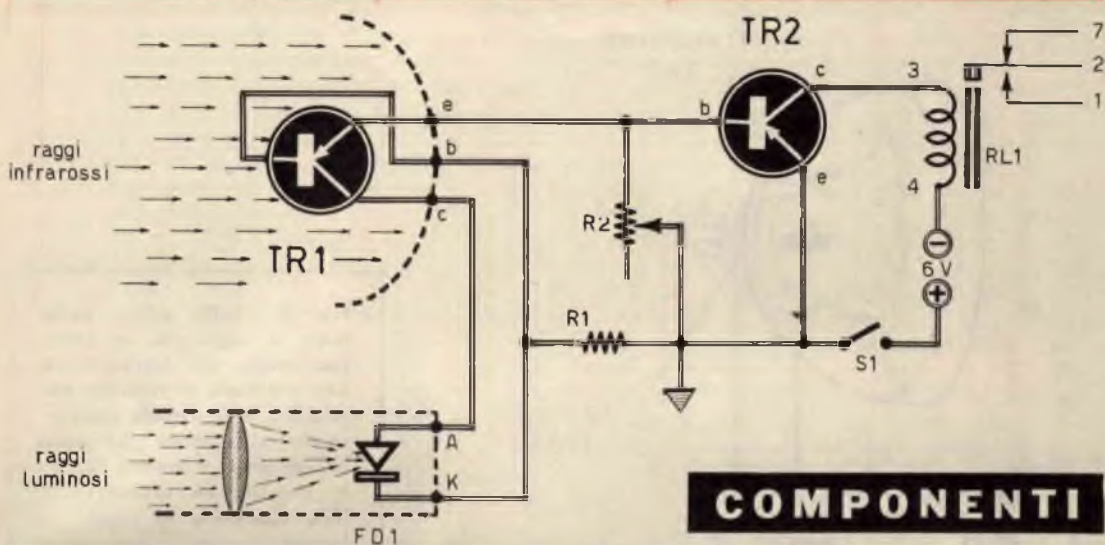 TR2
7
2
1
c
3
e
b
b
raggi
infrarossi
c
TR1
e
4
RL1
R2
6 V
R1
S1
A
raggi
luminosi
K
FD1
COMPONENTI